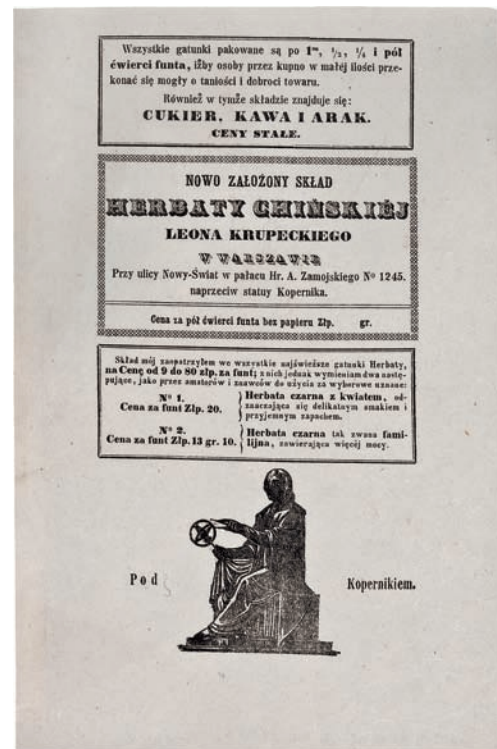 Wszystkie gatunki pakowane są po 1ⁿʸ, ½, ¼ i pół
ćwierci funta, iżby osoby przez kupno w małéj ilości prze-
konać się mogły o taniości i dobroci towaru.
Również w tymże składzie znajduje się:
CUKIER, KAWA I ARAK.
CENY STAŁE.
NOWO ZAŁOŻONY SKŁAD
HERBATY CHIŃSKIÉJ
LEONA KRUPECKIEGO
W WARSZAWIE
Przy ulicy Nowy-Świat w pałacu Hr. A. Zamojskiego Nº 1245.
naprzeciw statuy Kopernika.
Cena za pół ćwierci funta bez papieru Złp. gr.
Skład mój zaopatrzyłem we wszystkie najświeższe gatunki Herbaty,
na Cenę od 9 do 80 złp. za funt; z nich jednak wymieniam dwa nastę-
pujące, jako przez amatorów i znawców do użycia za wyborowe uznane:
Nº 1.
Cena za funt Złp. 20.
Herbata czarna z kwiatem, od-
znaczająca się delikatnym smakiem i
przyjemnym zapachem.
Nº 2.
Cena za funt Złp. 13 gr. 10.
Herbata czarna tak zwana fami-
lijna, zawierająca więcéj mocy.
Pod Kopernikiem.